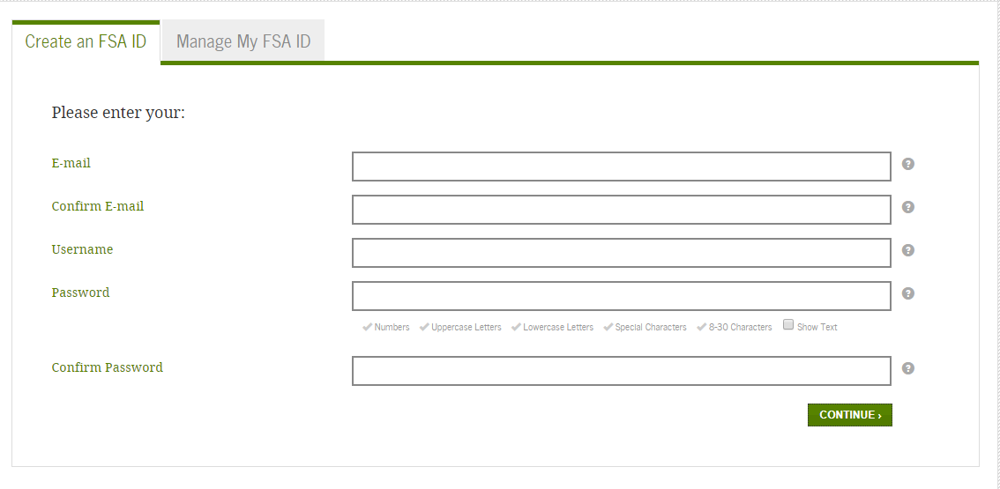 Create an FSA ID
Manage My FSA ID
Please enter your:
E-mail
?
Confirm E-mail
?
Username
?
Password
?
Numbers Uppercase Letters Lowercase Letters Special Characters 8-30 Characters Show Text
Confirm Password
?
CONTINUE ›